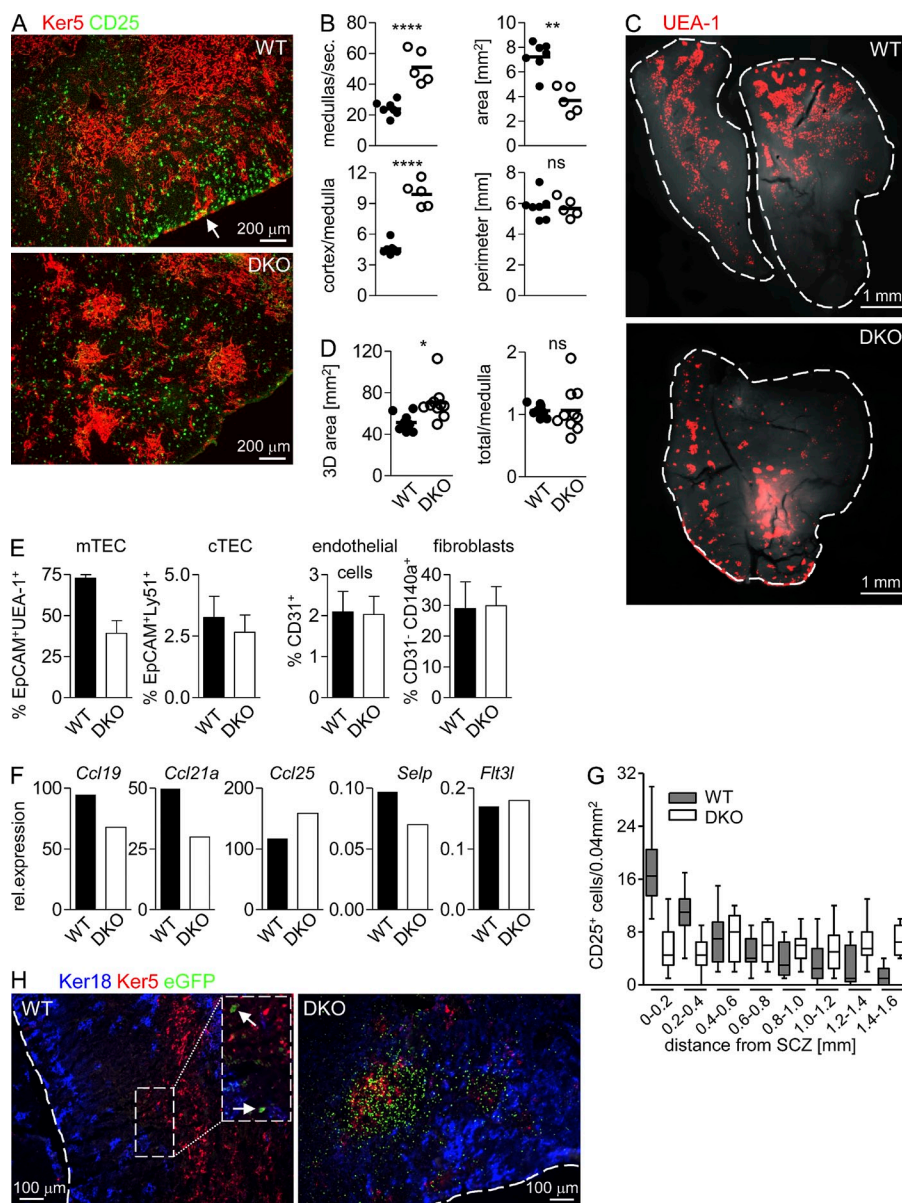 A
Ker5 CD25
WT
200 µm
DKO
200 µm
B
medullas/sec.
80
60
40
20
0
****
area [mm²]
10
8
6
4
2
0
**
cortex/medulla
12
9
6
3
0
****
perimeter [mm]
8
6
4
2
0
ns
C
UEA-1
WT
1 mm
DKO
1 mm
D
3D area [mm²]
120
80
40
0
*
WT
DKO
total/medulla
2
1
0
ns
WT
DKO
E
mTEC
% EpCAM⁺UEA-1⁺
75
50
25
0
WT
DKO
cTEC
% EpCAM⁺Ly51⁺
5.0
2.5
0.0
WT
DKO
endothelial
cells
% CD31⁺
3
2
1
0
WT
DKO
fibroblasts
% CD31⁻ CD140a⁺
50
40
30
20
10
0
WT
DKO
F
rel.expression
Ccl19
100
50
0
WT
DKO
Ccl21a
50
25
0
WT
DKO
Ccl25
200
100
0
WT
DKO
Selp
0.10
0.05
0.00
WT
DKO
Flt3l
0.2
0.1
0.0
WT
DKO
G
CD25⁺ cells/0.04mm²
32
24
16
8
0
WT
DKO
0-0.2
0.2-0.4
0.4-0.6
0.6-0.8
0.8-1.0
1.0-1.2
1.2-1.4
1.4-1.6
distance from SCZ [mm]
H
Ker18 Ker5 eGFP
WT
100 µm
DKO
100 µm